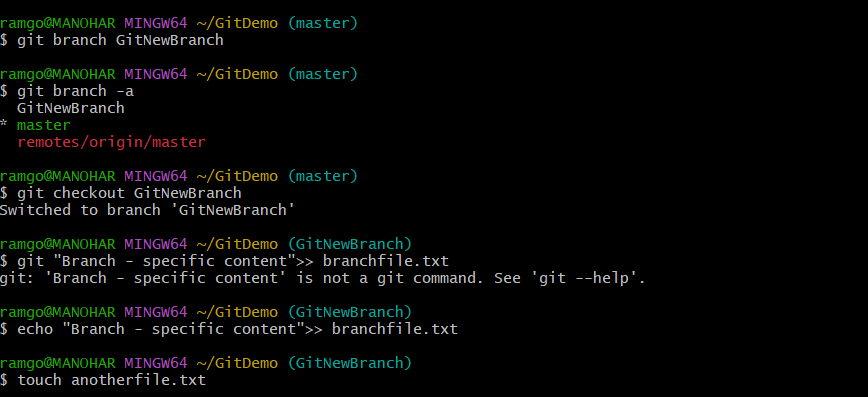 ramgo@MANOHAR MINGW64 ~/GitDemo (master)
$ git branch GitNewBranch
ramgo@MANOHAR MINGW64 ~/GitDemo (master)
$ git branch -a
  GitNewBranch
* master
  remotes/origin/master
ramgo@MANOHAR MINGW64 ~/GitDemo (master)
$ git checkout GitNewBranch
Switched to branch 'GitNewBranch'
ramgo@MANOHAR MINGW64 ~/GitDemo (GitNewBranch)
$ git "Branch - specific content">> branchfile.txt
git: 'Branch - specific content' is not a git command. See 'git --help'.
ramgo@MANOHAR MINGW64 ~/GitDemo (GitNewBranch)
$ echo "Branch - specific content">> branchfile.txt
ramgo@MANOHAR MINGW64 ~/GitDemo (GitNewBranch)
$ touch anotherfile.txt